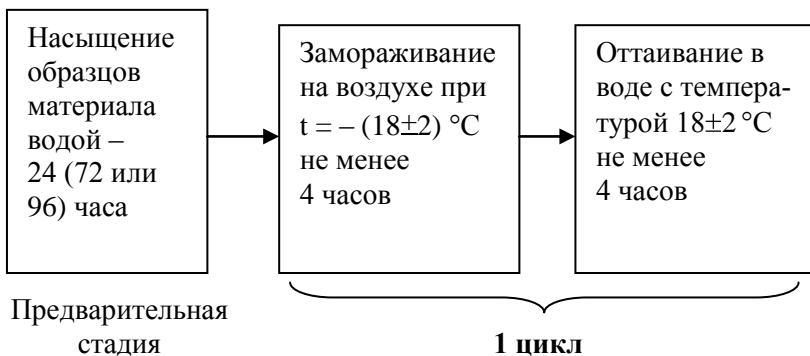 Насыщение
образцов
материала
водой –
24 (72 или
96) часа
Замораживание
на воздухе при
t = – (18±2) °C
не менее
4 часов
Оттаивание в
воде с темпера-
турой 18±2 °C
не менее
4 часов
Предварительная
стадия
1 цикл